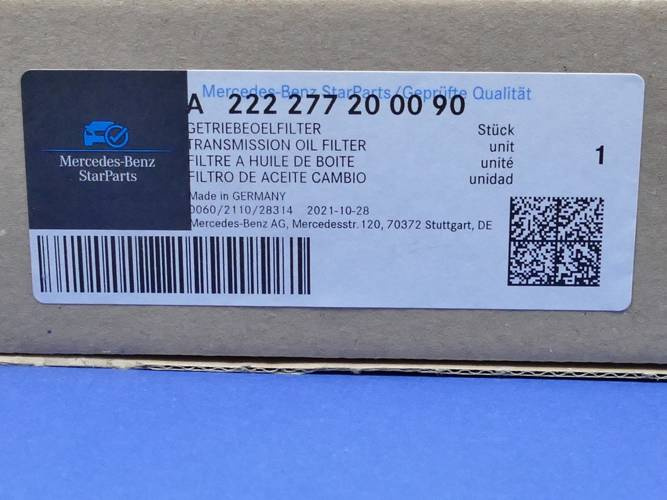 Mercedes-Benz StarParts/Geprüfte Qualität
A 222 277 20 00 90
GETRIEBEOELFILTER Stück
TRANSMISSION OIL FILTER unit
FILTRE A HUILE DE BOITE unité
FILTRO DE ACEITE CAMBIO unidad
1
Mercedes-Benz
StarParts
Made in GERMANY
0060/2110/28314 2021-10-28
Mercedes-Benz AG, Mercedesstr. 120, 70372 Stuttgart, DE